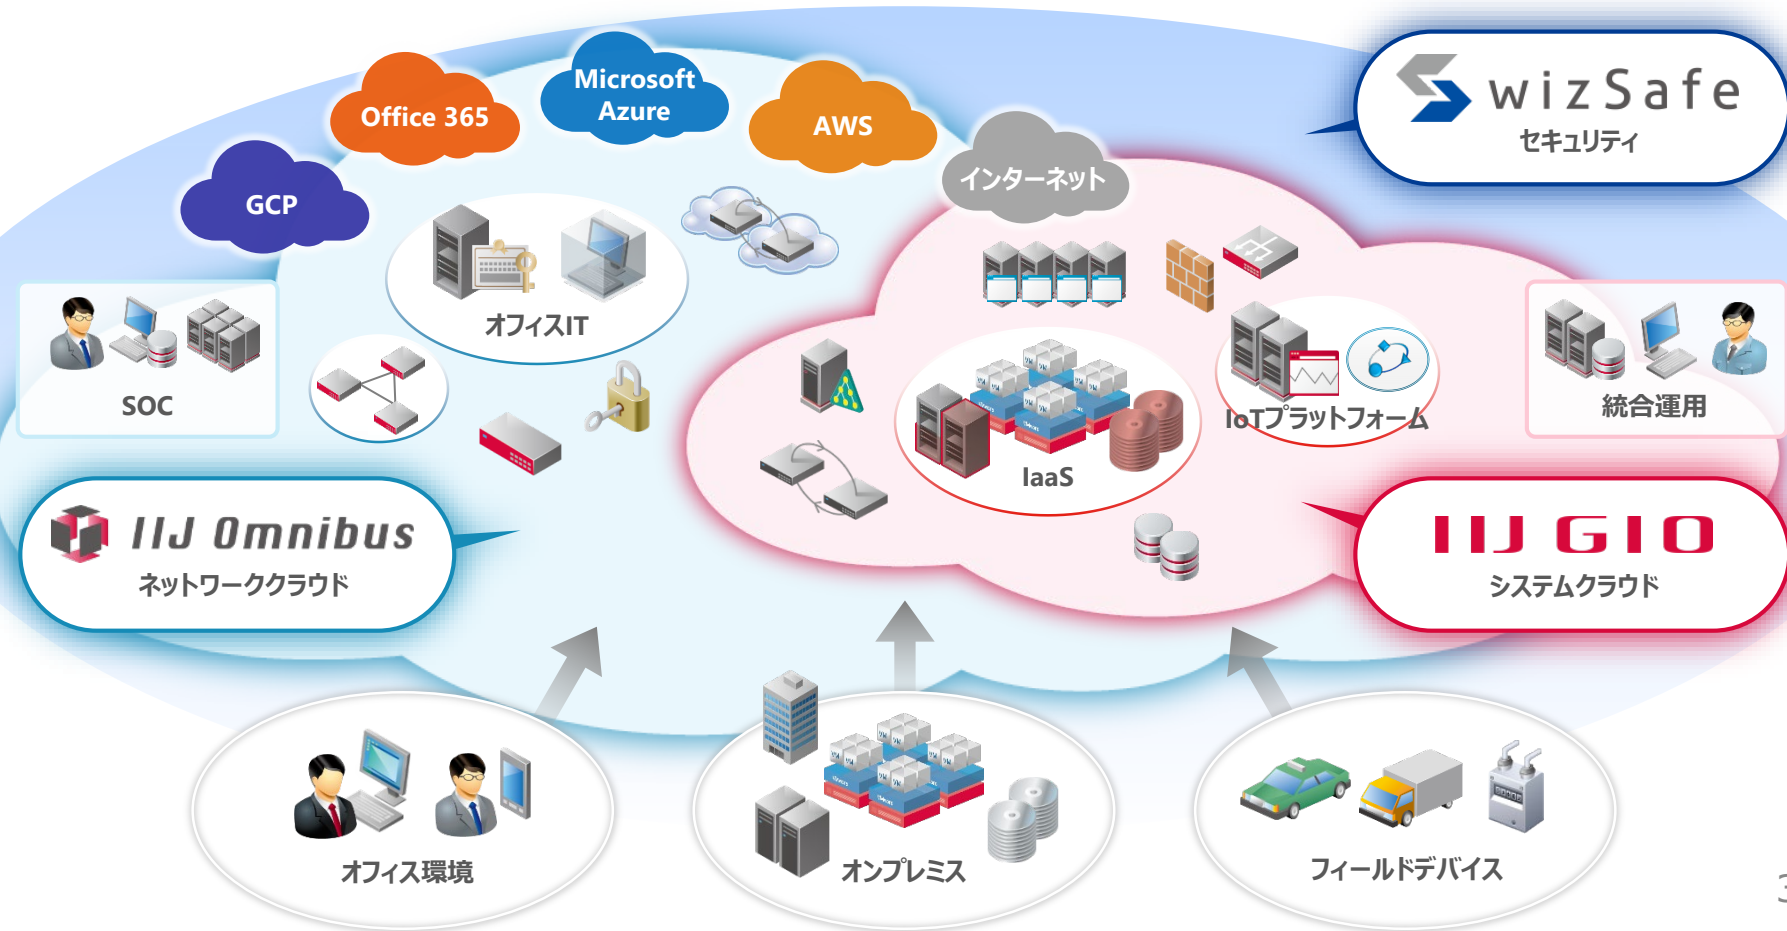 Microsoft
Azure
Office 365
AWS
GCP
インターネット
wizSafe
セキュリティ
オフィスIT
SOC
IoTプラットフォーム
統合運用
IaaS
IIJ Omnibus
ネットワーククラウド
IIJ GIO
システムクラウド
オフィス環境
オンプレミス
フィールドデバイス
3